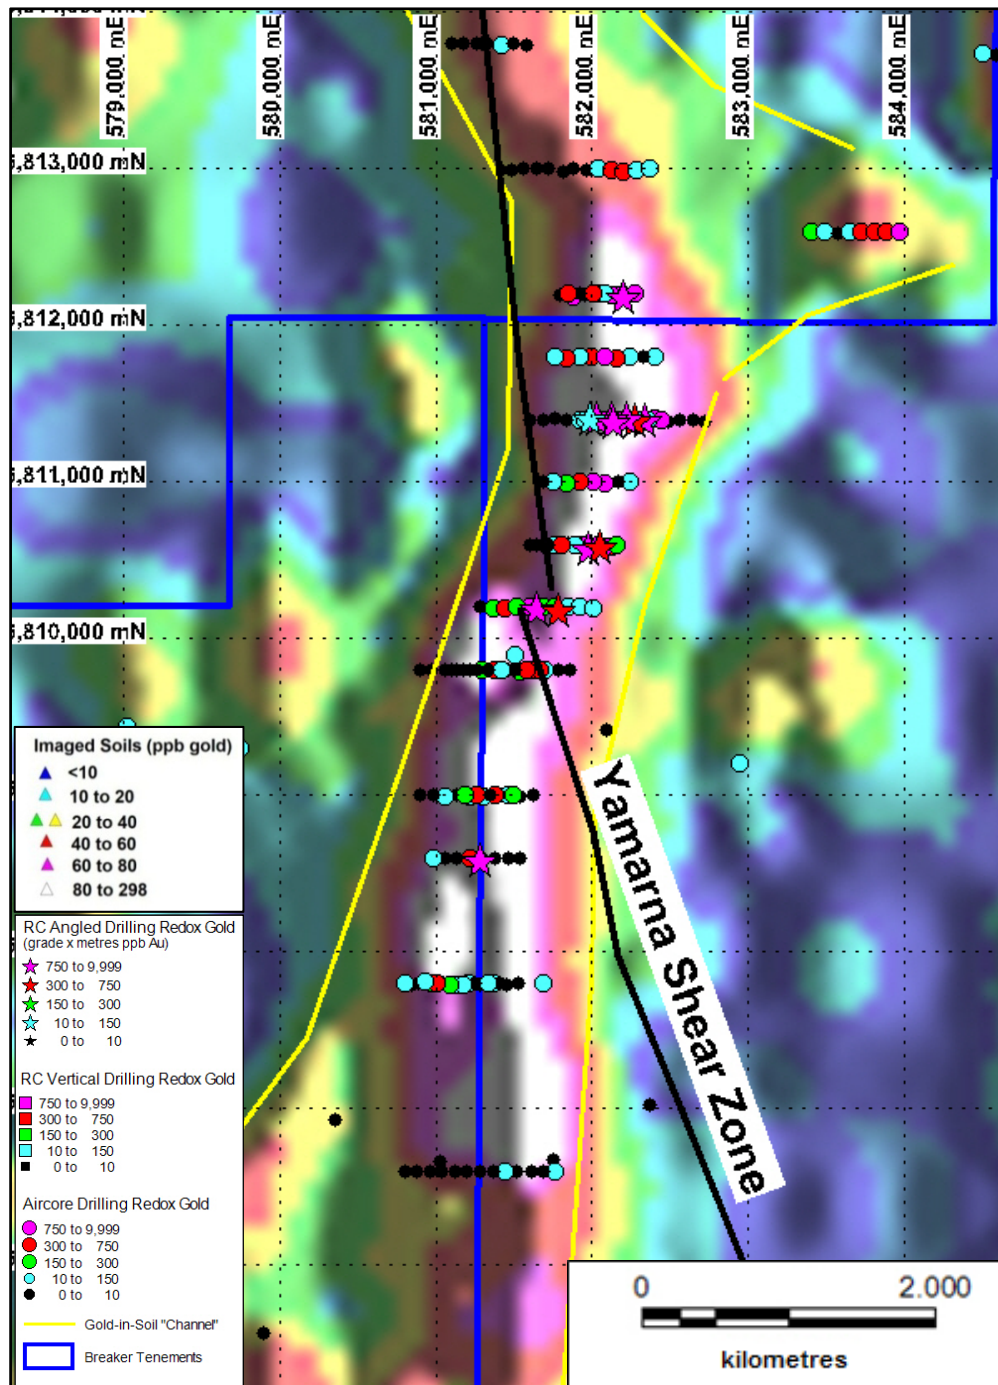 579,000 mE
580,000 mE
581,000 mE
582,000 mE
583,000 mE
584,000 mE
5,813,000 mN
5,812,000 mN
5,811,000 mN
5,810,000 mN
Yamarna Shear Zone
Imaged Soils (ppb gold)
<10
10 to 20
20 to 40
40 to 60
60 to 80
80 to 298
RC Angled Drilling Redox Gold
(grade x metres ppb Au)
750 to 9,999
300 to 750
150 to 300
10 to 150
0 to 10
RC Vertical Drilling Redox Gold
750 to 9,999
300 to 750
150 to 300
10 to 150
0 to 10
Aircore Drilling Redox Gold
750 to 9,999
300 to 750
150 to 300
10 to 150
0 to 10
Gold-in-Soil "Channel"
Breaker Tenements
0 2.000
kilometres